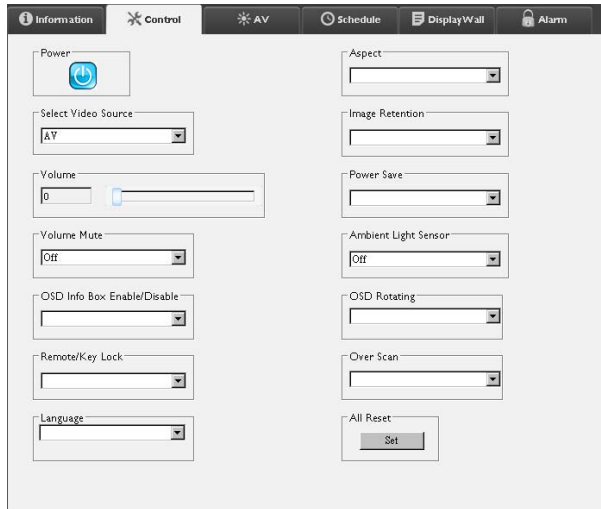 Information
Control
AV
Schedule
DisplayWall
Alarm
Power
Aspect
Select Video Source
AV
Image Retention
Volume
0
Power Save
Volume Mute
Off
Ambient Light Sensor
Off
OSD Info Box Enable/Disable
OSD Rotating
Remote/Key Lock
Over Scan
Language
All Reset
Set